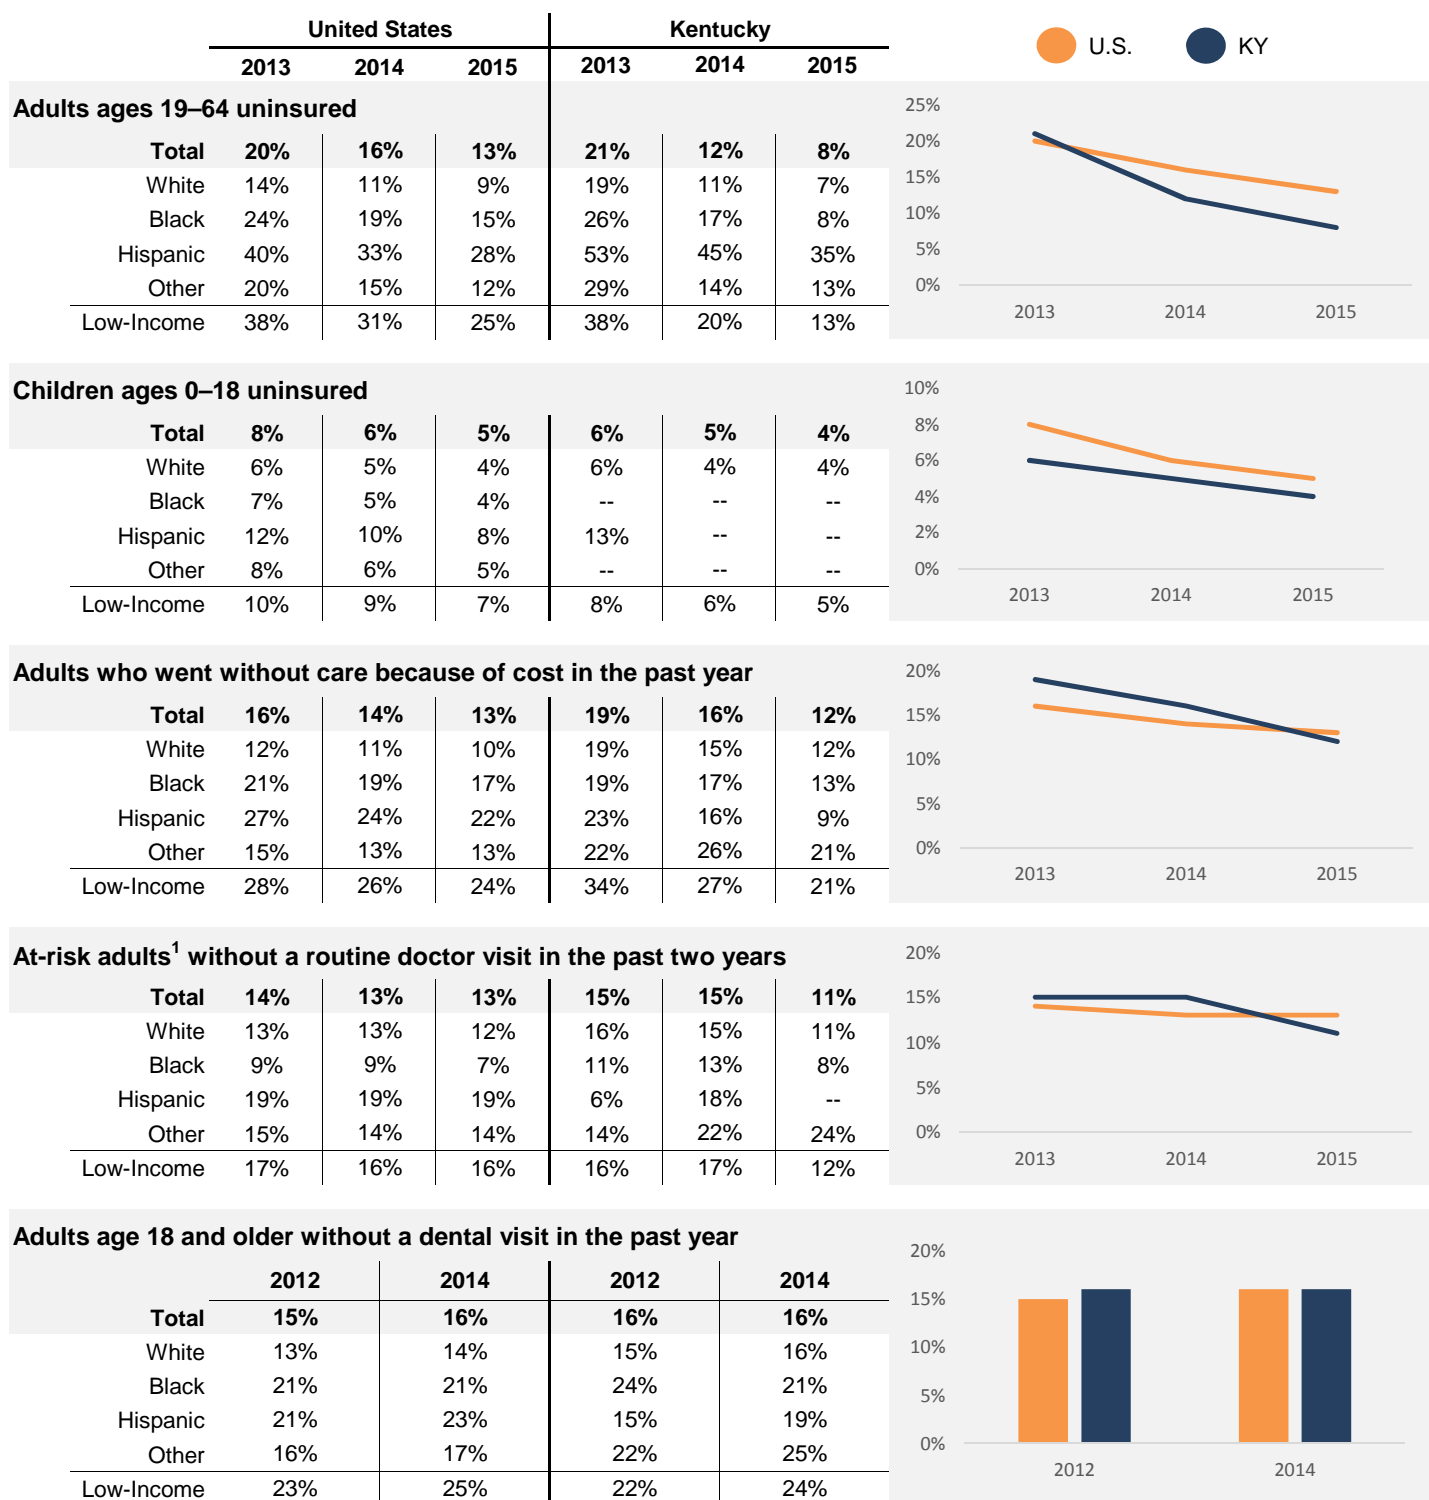 United States Kentucky
U.S. KY
2013 2014 2015 2013 2014 2015
Adults ages 19–64 uninsured
Total 20% 16% 13% 21% 12% 8%
White 14% 11% 9% 19% 11% 7%
Black 24% 19% 15% 26% 17% 8%
Hispanic 40% 33% 28% 53% 45% 35%
Other 20% 15% 12% 29% 14% 13%
Low-Income 38% 31% 25% 38% 20% 13%
25%
20%
15%
10%
5%
0%
2013 2014 2015
Children ages 0–18 uninsured
Total 8% 6% 5% 6% 5% 4%
White 6% 5% 4% 6% 4% 4%
Black 7% 5% 4% -- -- --
Hispanic 12% 10% 8% 13% -- --
Other 8% 6% 5% -- -- --
Low-Income 10% 9% 7% 8% 6% 5%
10%
8%
6%
4%
2%
0%
2013 2014 2015
Adults who went without care because of cost in the past year
Total 16% 14% 13% 19% 16% 12%
White 12% 11% 10% 19% 15% 12%
Black 21% 19% 17% 19% 17% 13%
Hispanic 27% 24% 22% 23% 16% 9%
Other 15% 13% 13% 22% 26% 21%
Low-Income 28% 26% 24% 34% 27% 21%
20%
15%
10%
5%
0%
2013 2014 2015
At-risk adults¹ without a routine doctor visit in the past two years
Total 14% 13% 13% 15% 15% 11%
White 13% 13% 12% 16% 15% 11%
Black 9% 9% 7% 11% 13% 8%
Hispanic 19% 19% 19% 6% 18% --
Other 15% 14% 14% 14% 22% 24%
Low-Income 17% 16% 16% 16% 17% 12%
20%
15%
10%
5%
0%
2013 2014 2015
Adults age 18 and older without a dental visit in the past year
2012 2014 2012 2014
Total 15% 16% 16% 16%
White 13% 14% 15% 16%
Black 21% 21% 24% 21%
Hispanic 21% 23% 15% 19%
Other 16% 17% 22% 25%
Low-Income 23% 25% 22% 24%
20%
15%
10%
5%
0%
2012 2014